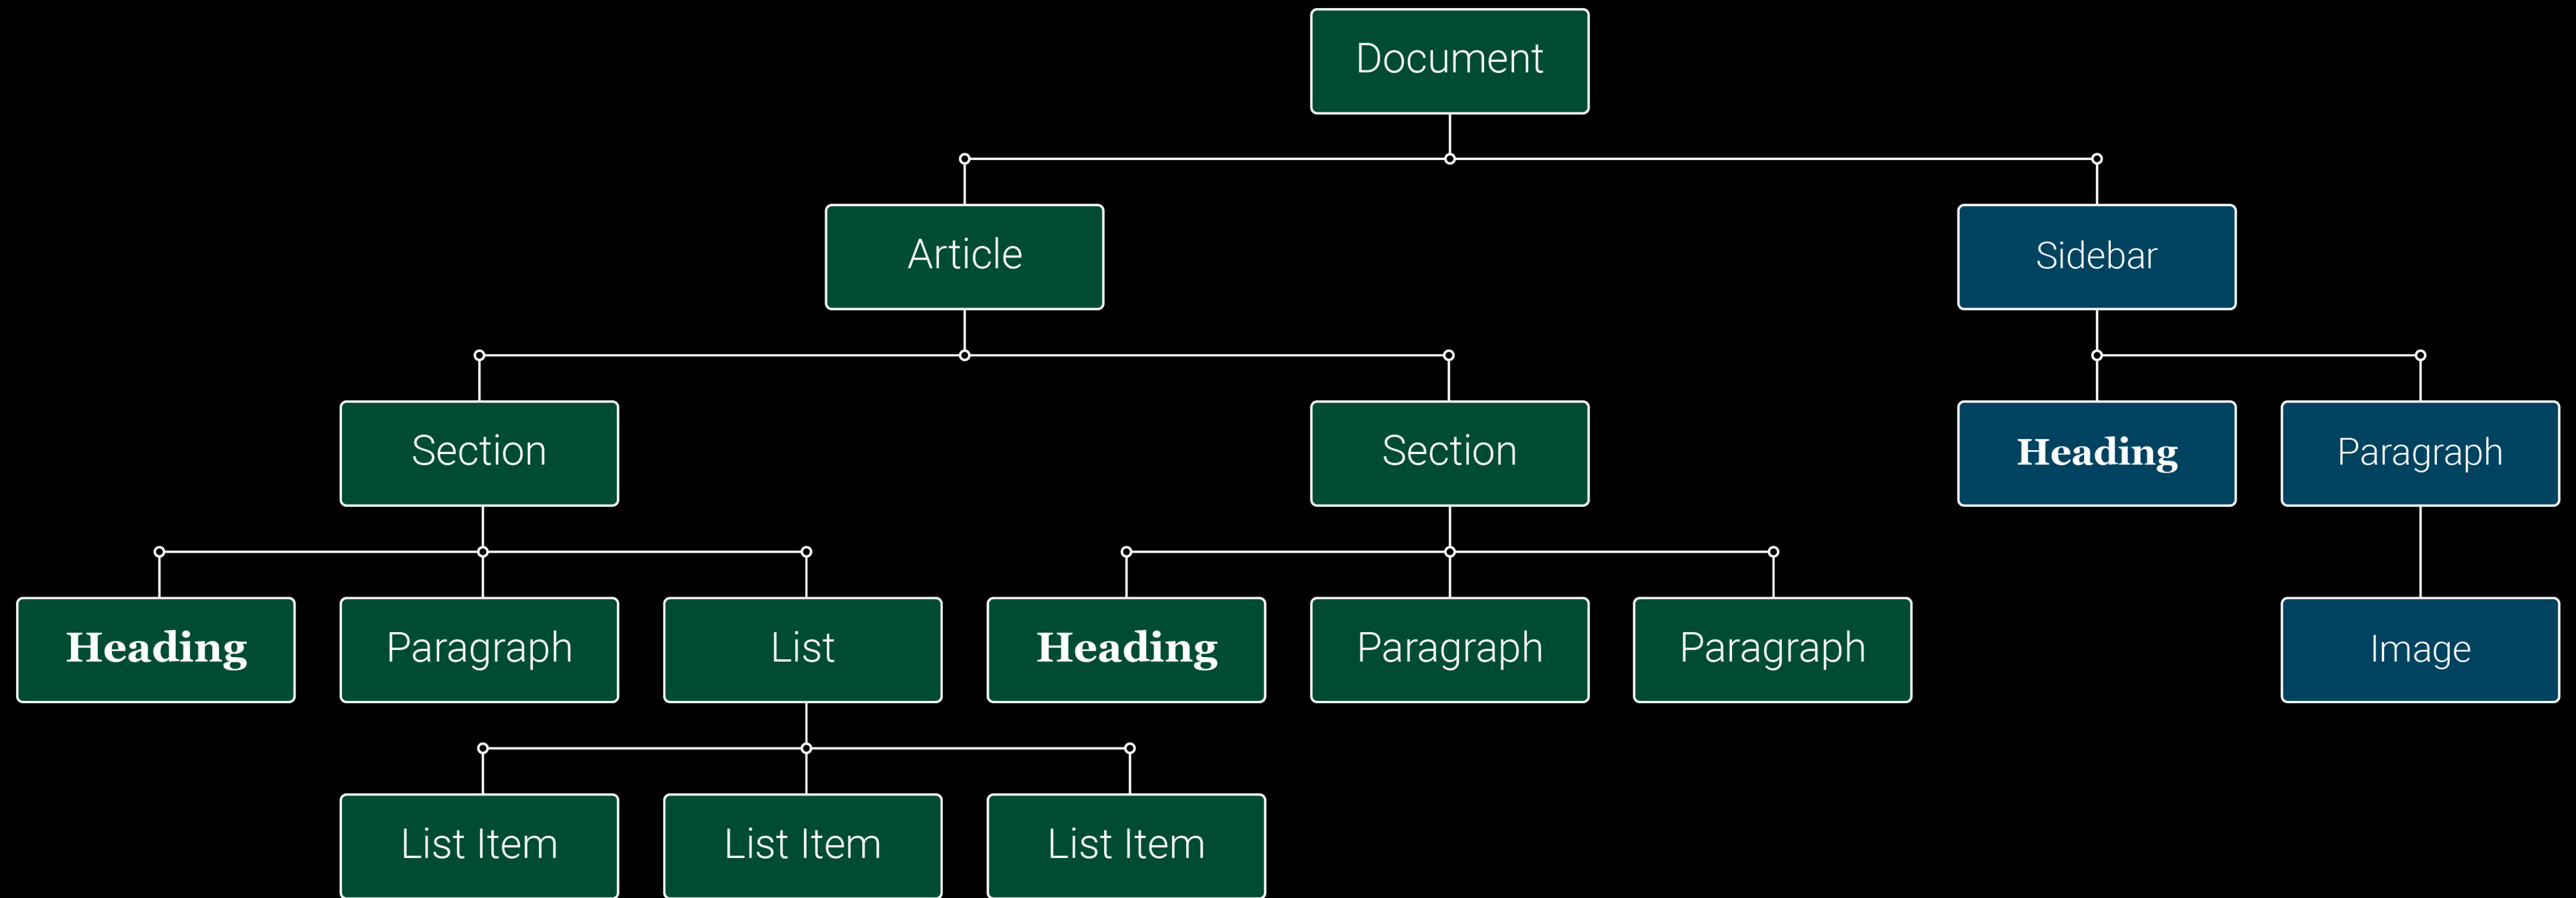 Document
Article
Sidebar
Section
Section
Heading
Paragraph
Heading
Paragraph
List
Heading
Paragraph
Paragraph
Image
List Item
List Item
List Item